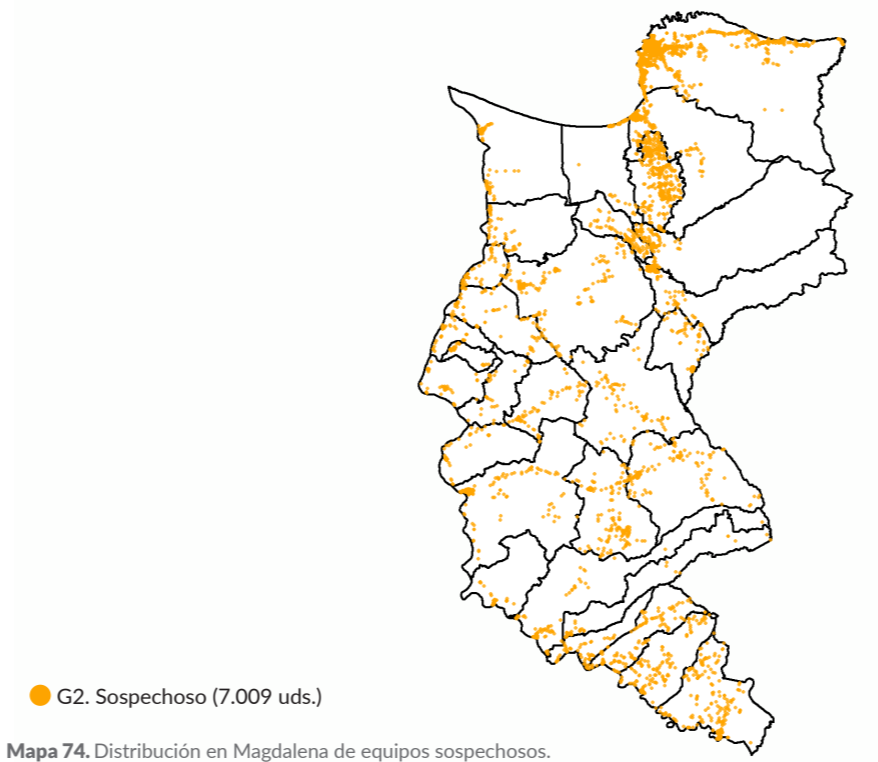 G2. Sospechoso (7.009 uds.)
Mapa 74. Distribución en Magdalena de equipos sospechosos.